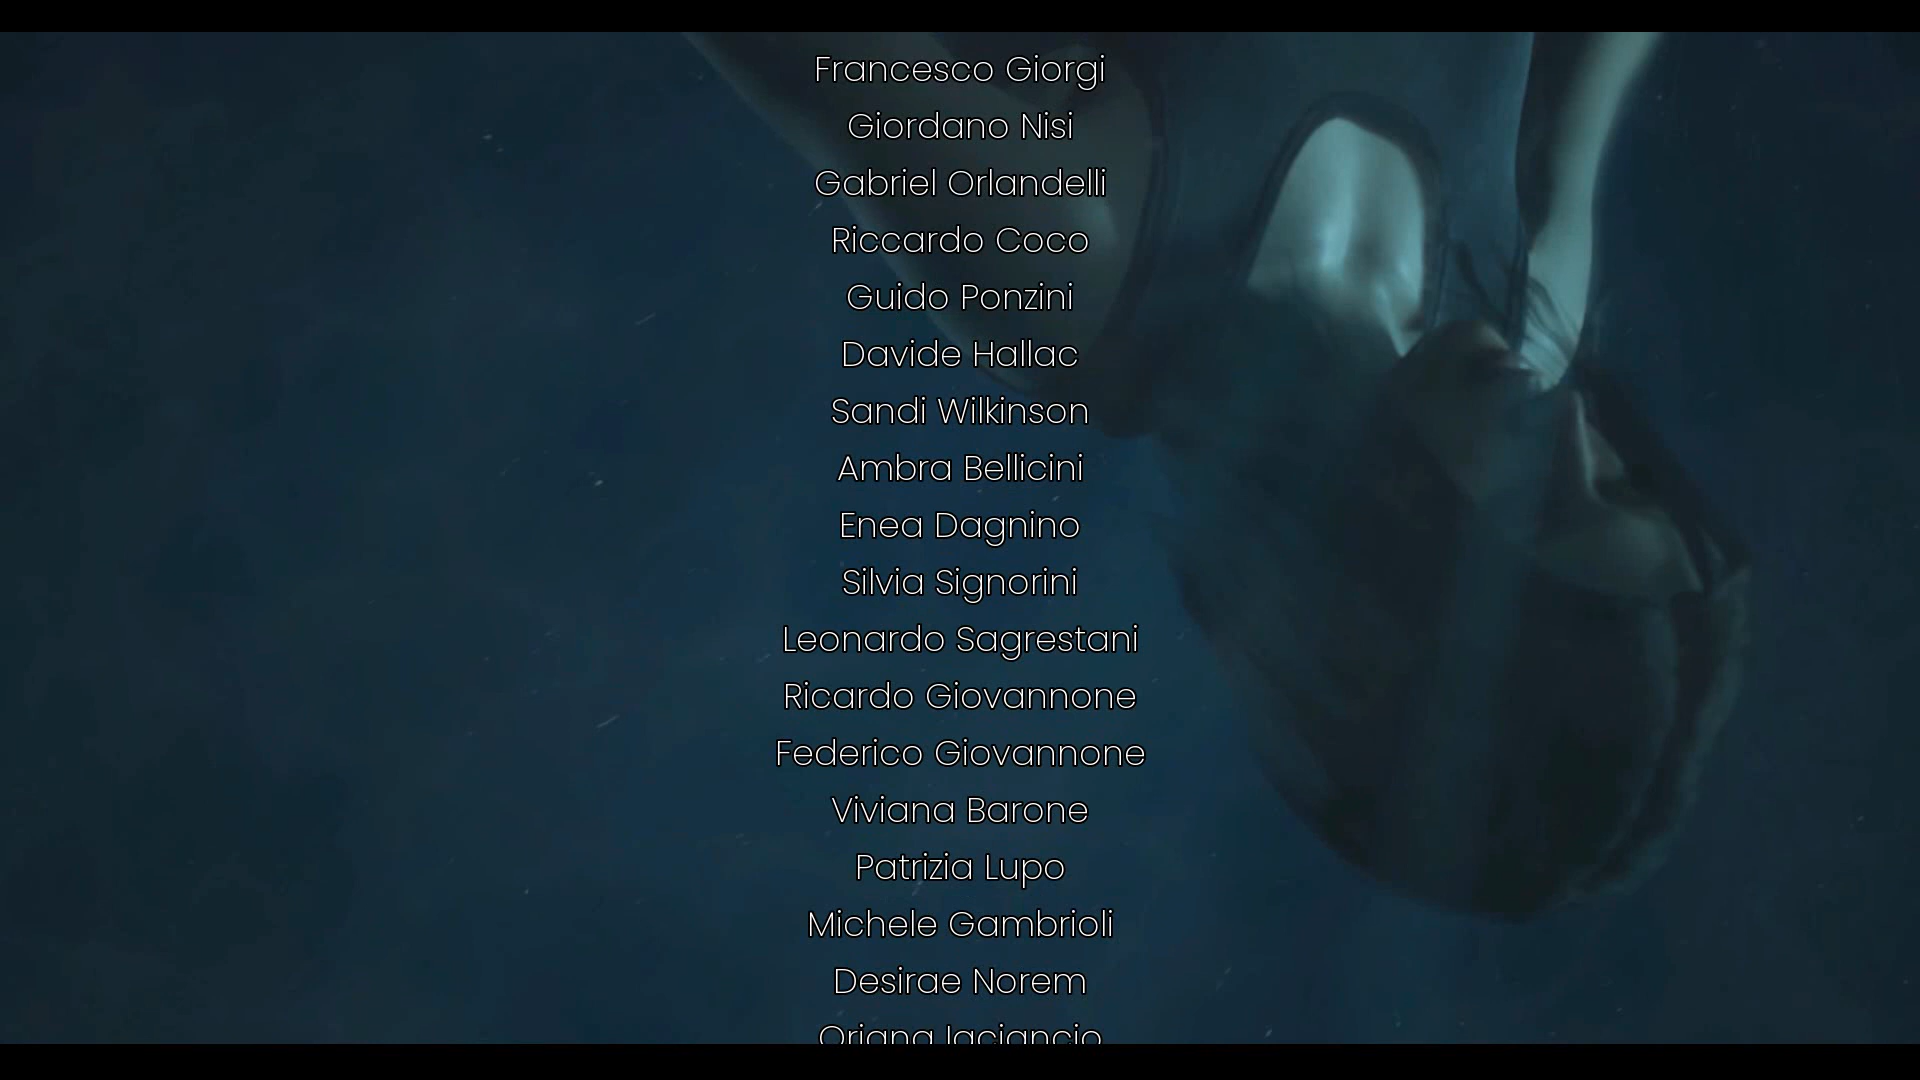 Francesco Giorgi
Giordano Nisi
Gabriel Orlandelli
Riccardo Coco
Guido Ponzini
Davide Hallac
Sandi Wilkinson
Ambra Bellicini
Enea Dagnino
Silvia Signorini
Leonardo Sagrestani
Ricardo Giovannone
Federico Giovannone
Viviana Barone
Patrizia Lupo
Michele Gambrioli
Desirae Norem
Oriana